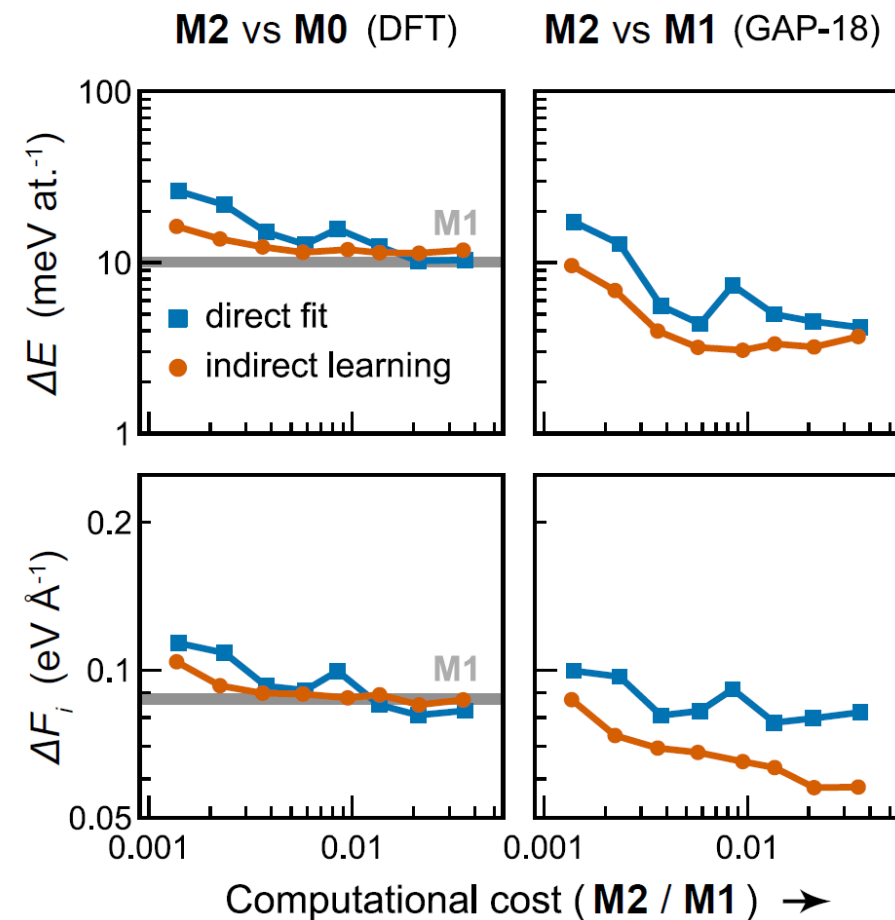 M2 vs M0 (DFT)
M2 vs M1 (GAP-18)
100
10
1
ΔE (meV at.⁻¹)
M1
direct fit
indirect learning
0.2
0.1
0.05
ΔFᵢ (eV Å⁻¹)
M1
0.001
0.01
0.001
0.01
Computational cost ( M2 / M1 ) →